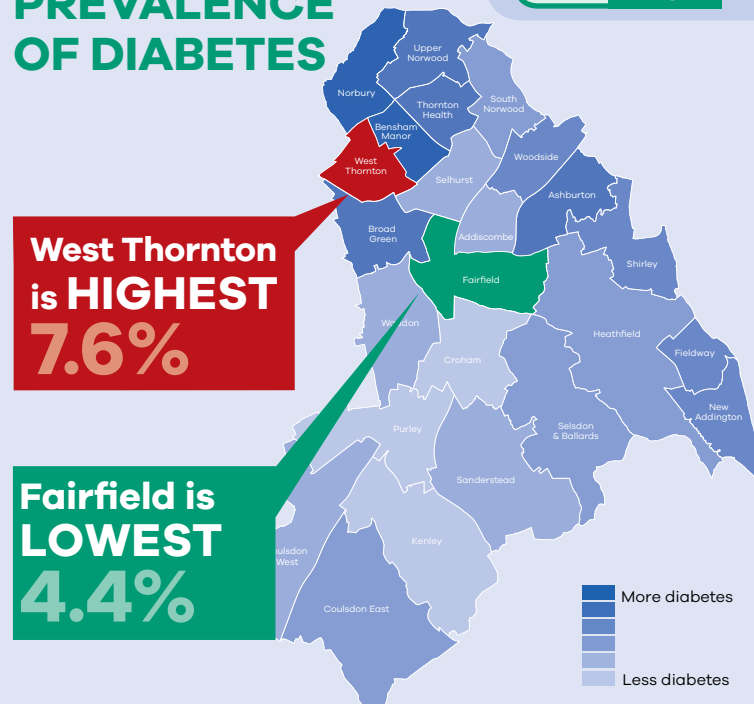 PREVALENCE
OF DIABETES
Upper
Norwood
Norbury
South
Norwood
Thornton
Health
Bensham
Manor
Woodside
West
Thornton
Selhurst
Ashburton
Broad
Green
Addiscombe
Shirley
West Thornton
is HIGHEST
7.6%
Fairfield
Waddon
Heathfield
Fieldway
Croham
New
Addington
Purley
Selsdon
& Ballards
Sanderstead
Fairfield is
LOWEST
4.4%
Kenley
oulsdon
West
Coulsdon East
More diabetes
Less diabetes